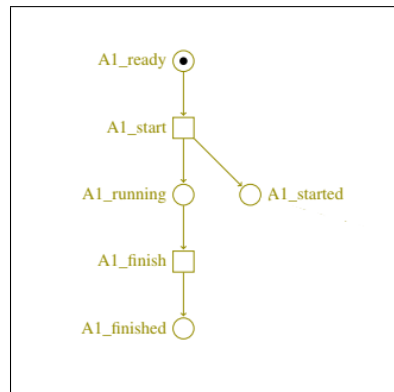 A1_ready
A1_start
A1_running
A1_started
A1_finish
A1_finished